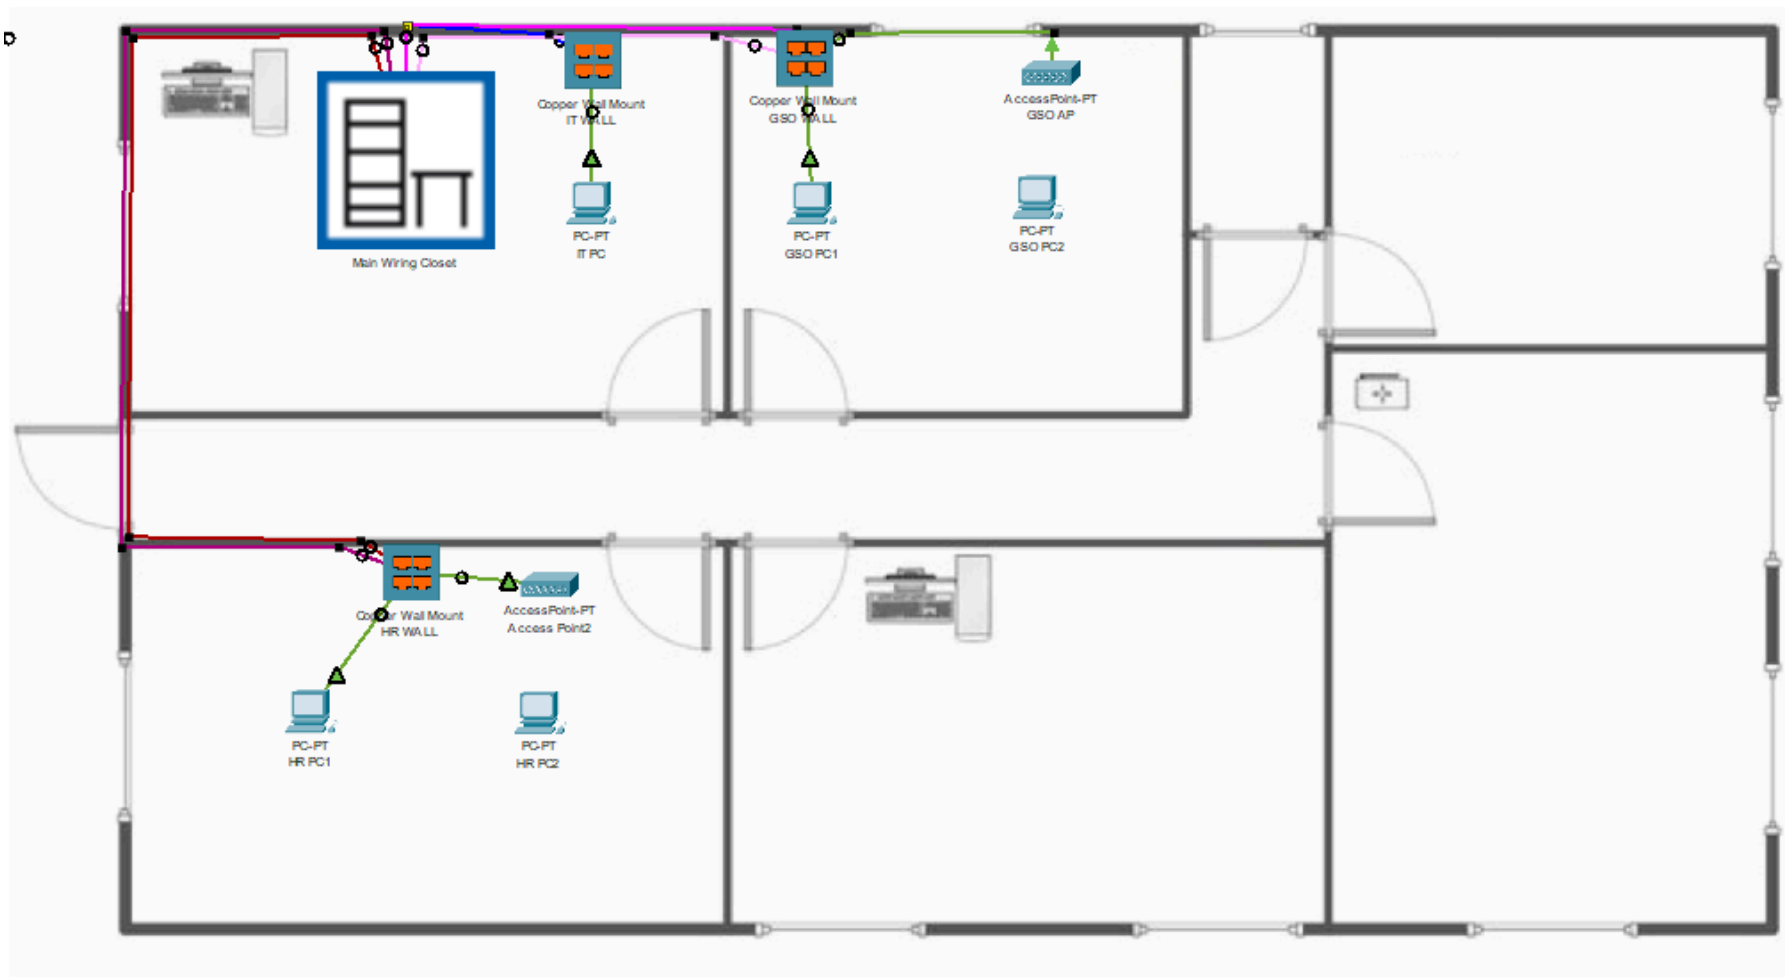 Copper Wall Mount
IT WALL
Copper Wall Mount
GSO WALL
AccessPoint-PT
GSO AP
PC-PT
IT PC
PC-PT
GSO PC1
PC-PT
GSO PC2
Main Wiring Closet
Copper Wall Mount
HR WALL
AccessPoint-PT
Access Point2
PC-PT
HR PC1
PC-PT
HR PC2